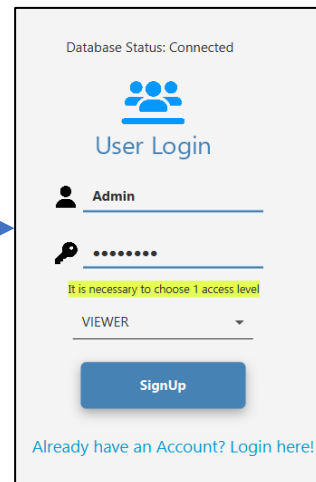 Database Status: Connected
User Login
Admin
••••••••
It is necessary to choose 1 access level
VIEWER
SignUp
Already have an Account? Login here!